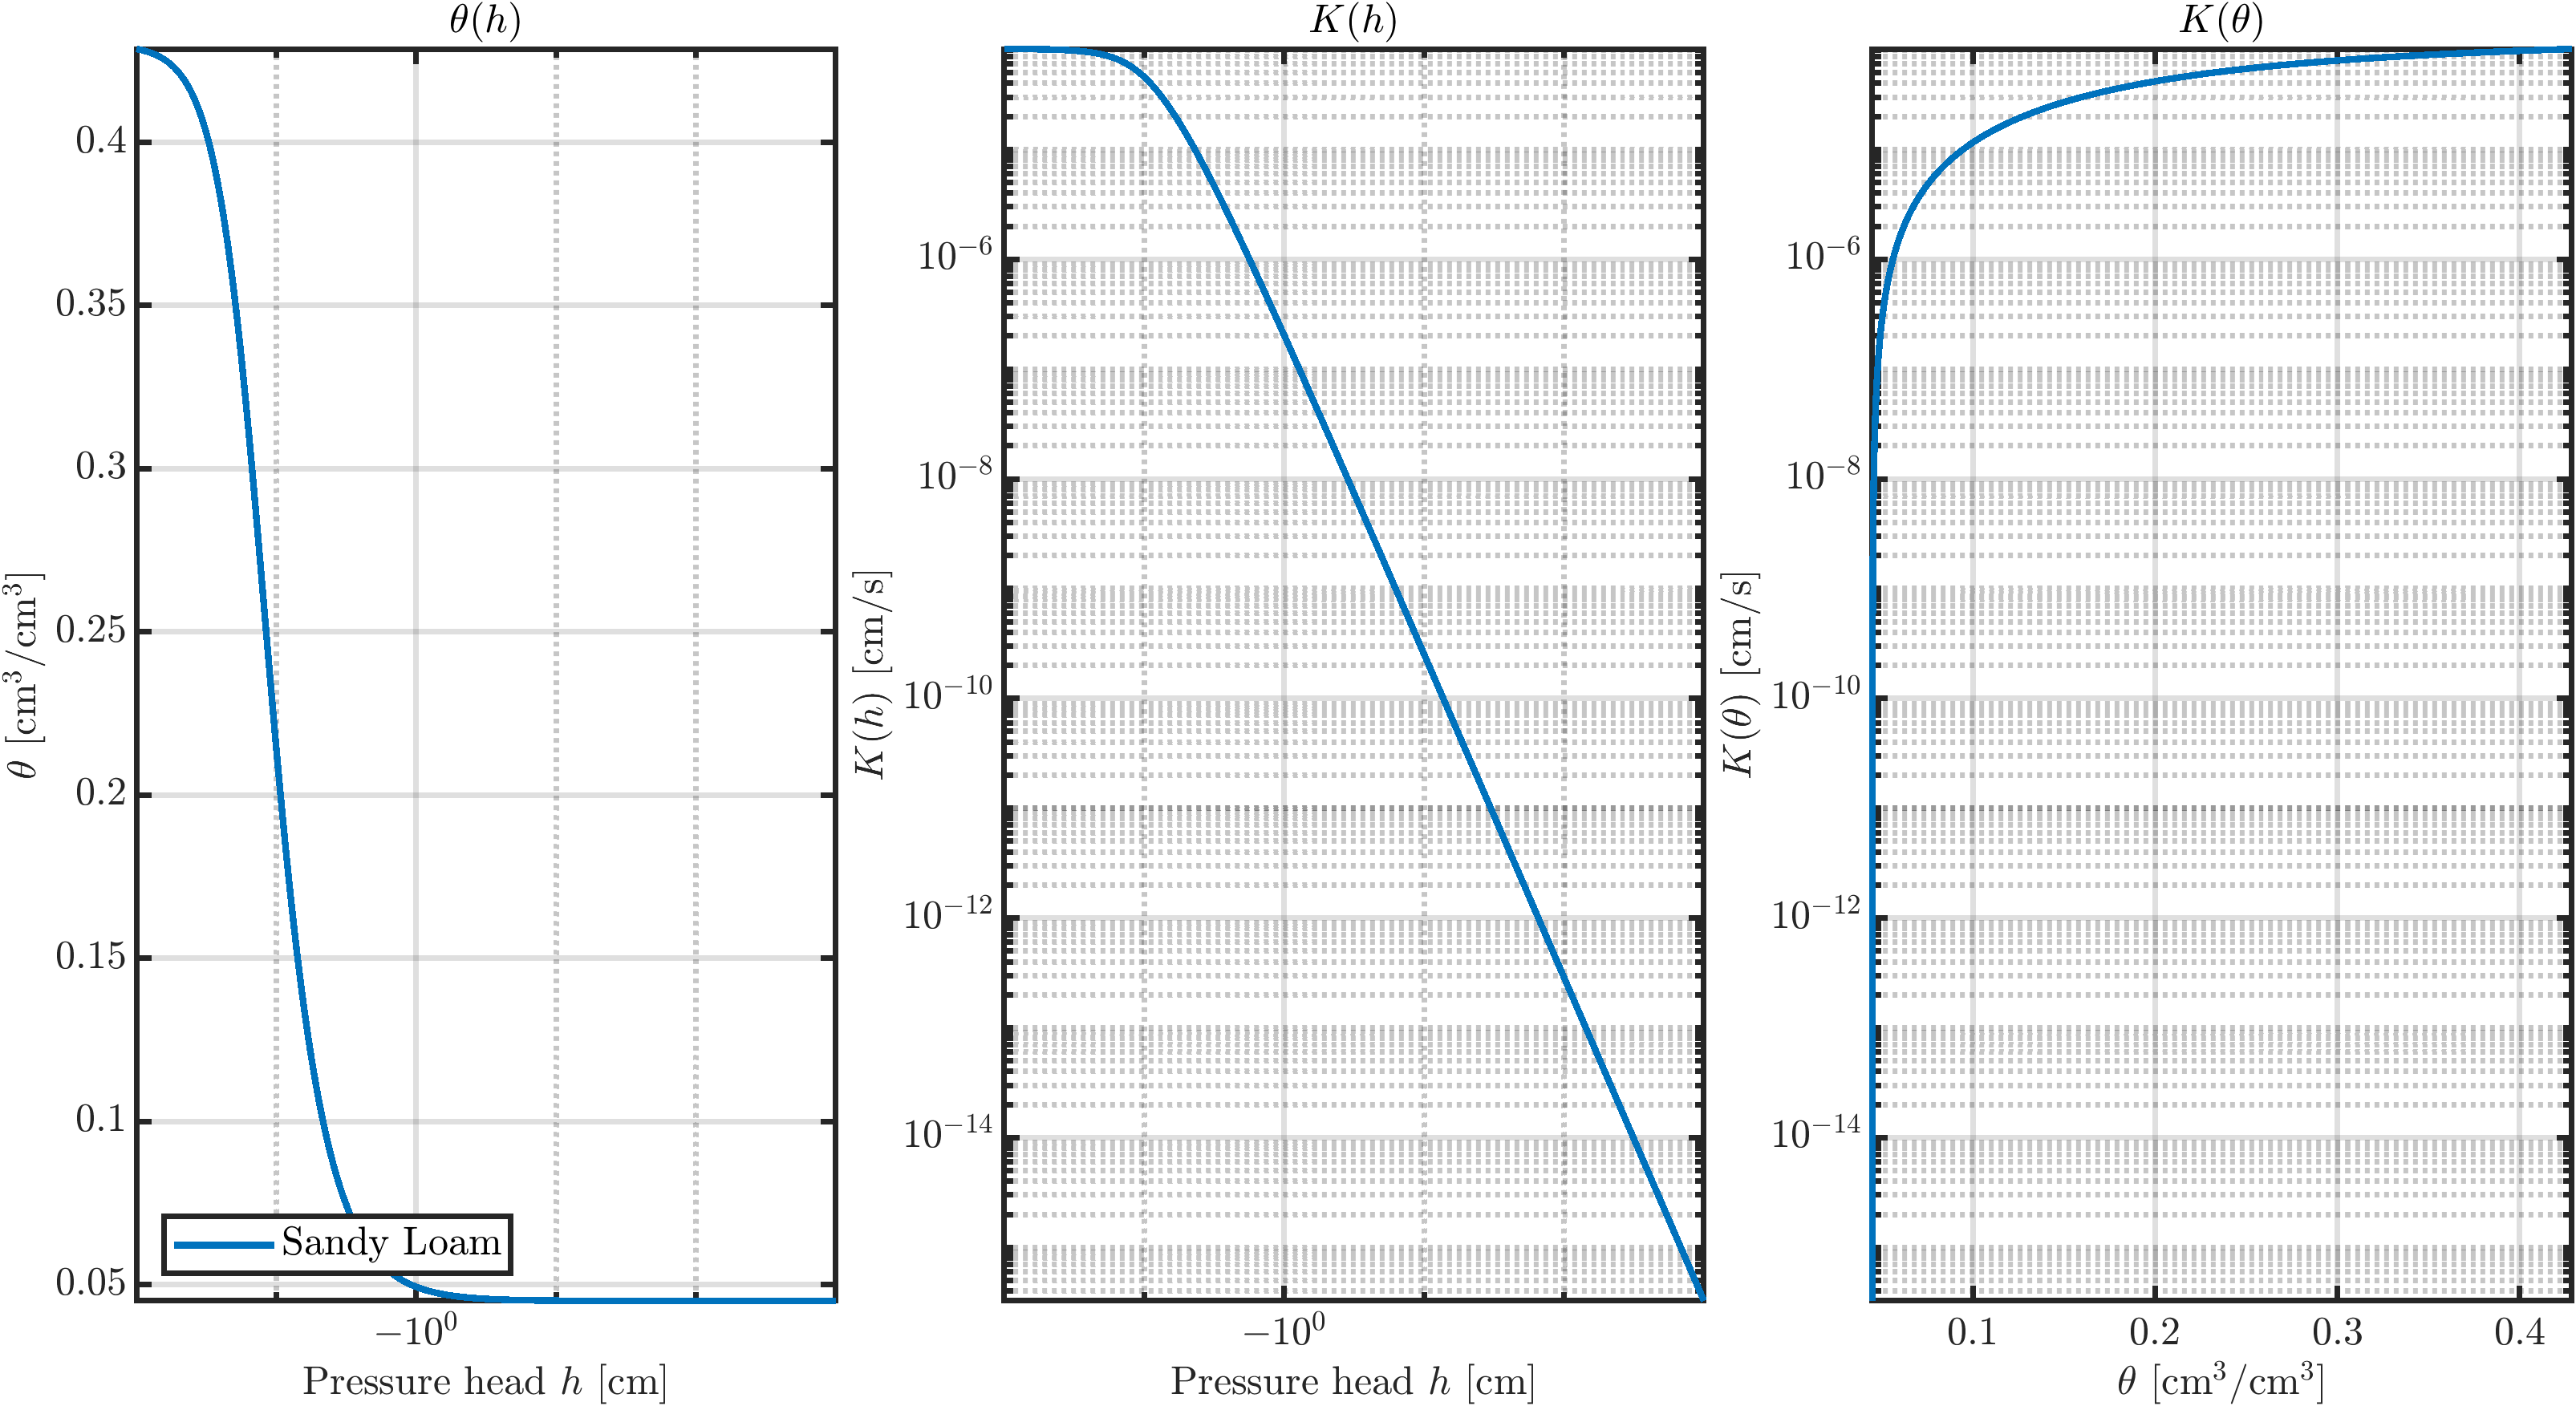 θ(h)
0.4
0.35
0.3
0.25
0.2
0.15
0.1
0.05
θ [cm³/cm³]
Sandy Loam
−10⁰
Pressure head h [cm]
K(h)
10⁻⁶
10⁻⁸
10⁻¹⁰
10⁻¹²
10⁻¹⁴
K(h) [cm/s]
−10⁰
Pressure head h [cm]
K(θ)
10⁻⁶
10⁻⁸
10⁻¹⁰
10⁻¹²
10⁻¹⁴
K(θ) [cm/s]
0.1 0.2 0.3 0.4
θ [cm³/cm³]